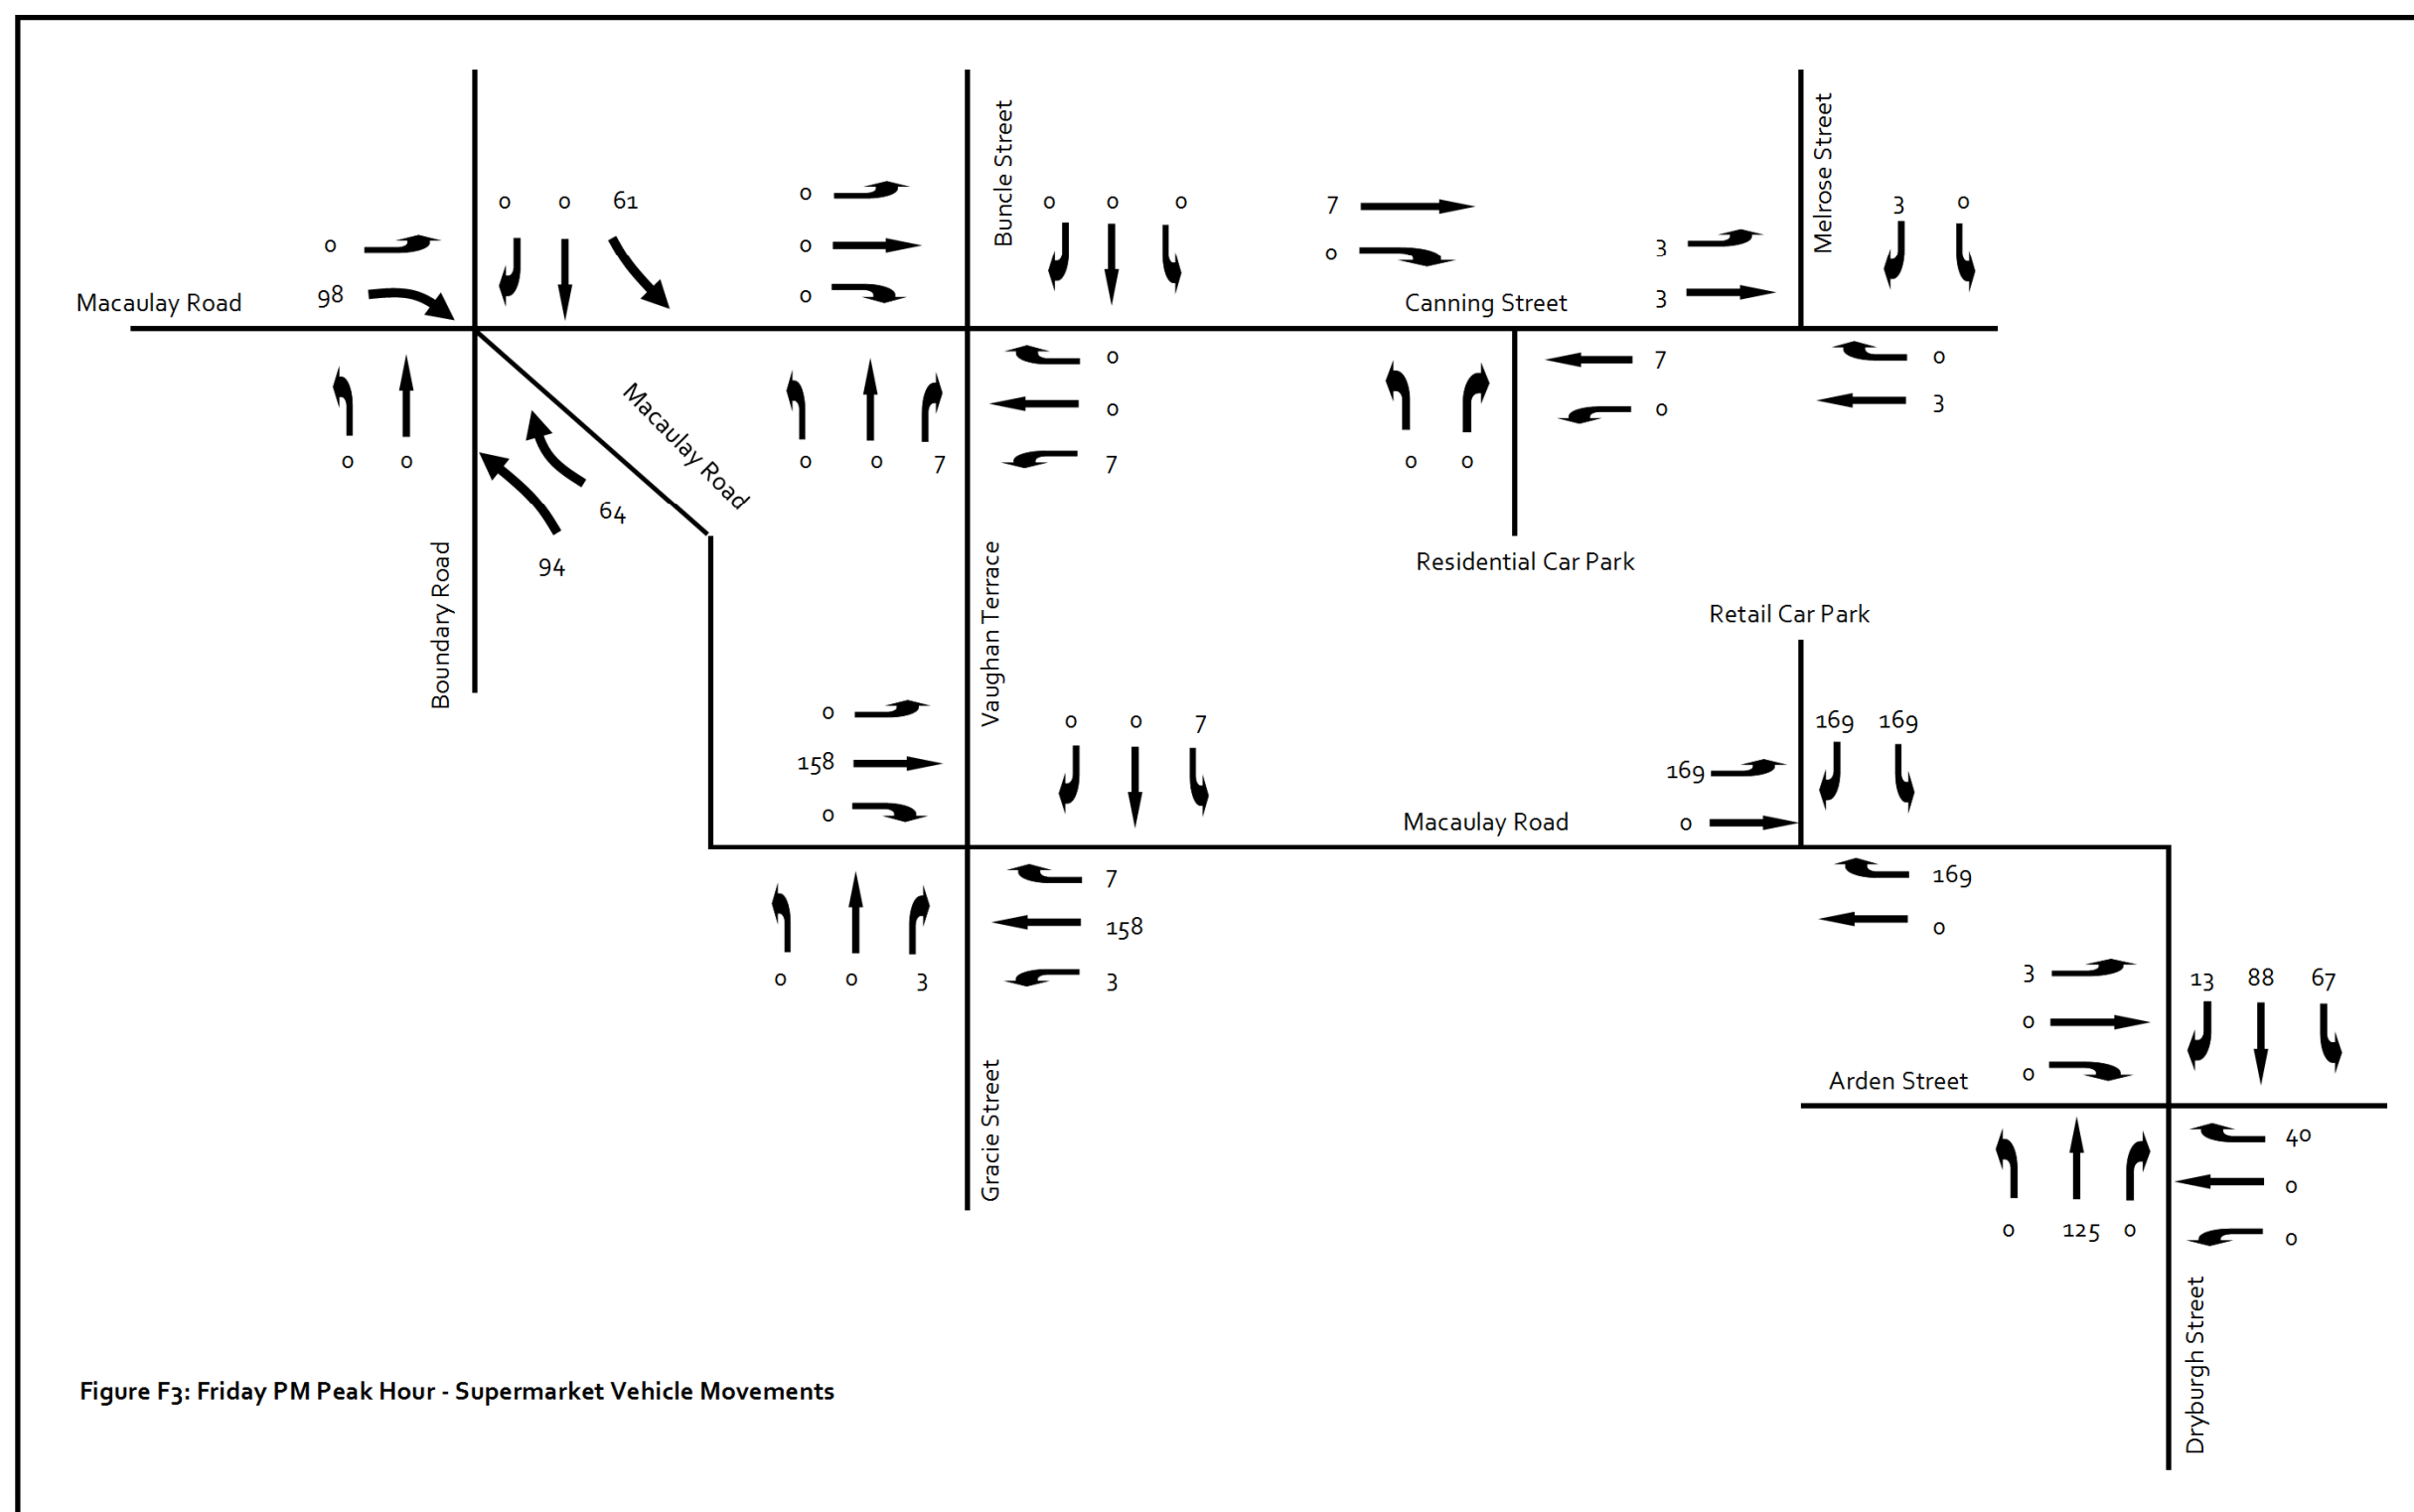 Buncle Street
Melrose Street
0 0 61
0
0 0 0
7
3 0
0
0
3
0
98
0
3
Macaulay Road
Canning Street
0
7
0
0
0
3
0 0
0 0 7
7
0 0
64
94
Macaulay Road
Boundary Road
Vaughan Terrace
Residential Car Park
Retail Car Park
0
0 0 7
169 169
158
169
0
Macaulay Road
0
7
169
158
0
0 0 3
3
3
13 88 67
0
Arden Street
0
Gracie Street
40
0
0 125 0
0
Dryburgh Street
Figure F3: Friday PM Peak Hour - Supermarket Vehicle Movements